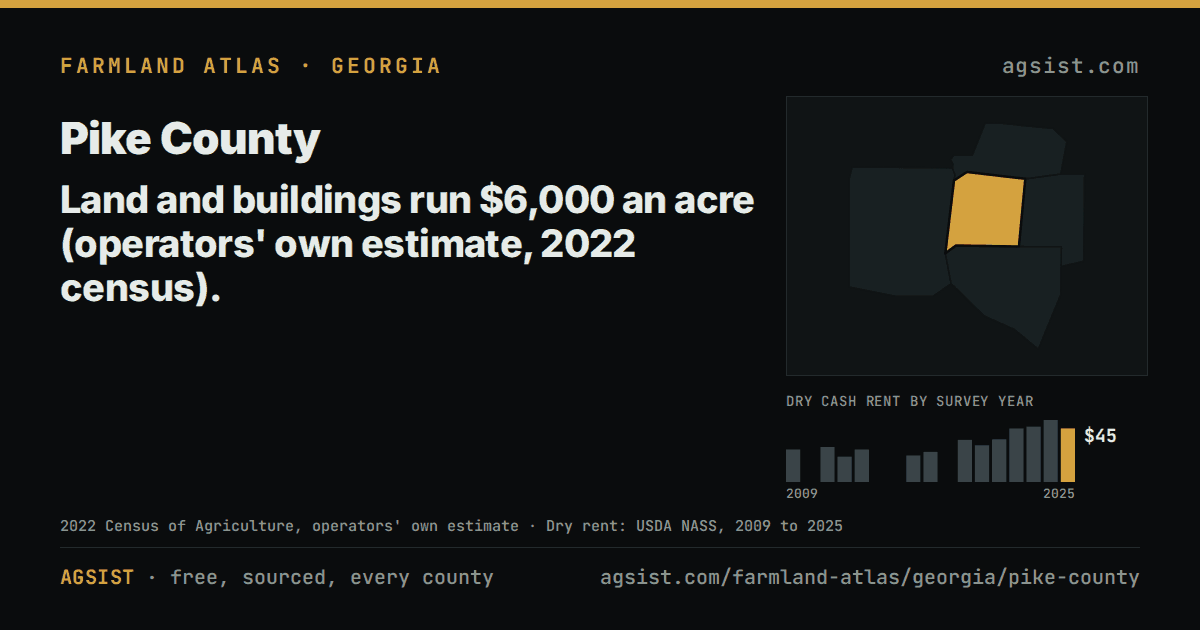 FARMLAND ATLAS · GEORGIA
agsist.com
Pike County
Land and buildings run $6,000 an acre
(operators' own estimate, 2022
census).
DRY CASH RENT BY SURVEY YEAR
$45
2009
2025
2022 Census of Agriculture, operators' own estimate · Dry rent: USDA NASS, 2009 to 2025
AGSIST · free, sourced, every county
agsist.com/farmland-atlas/georgia/pike-county